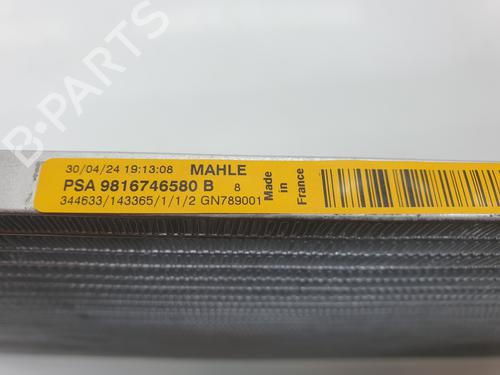 B-PARTS
30/04/24 19:13:08 MAHLE
PSA 9816746580 B 8
344633/143365/1/1/2 GN789001
Made
in
France